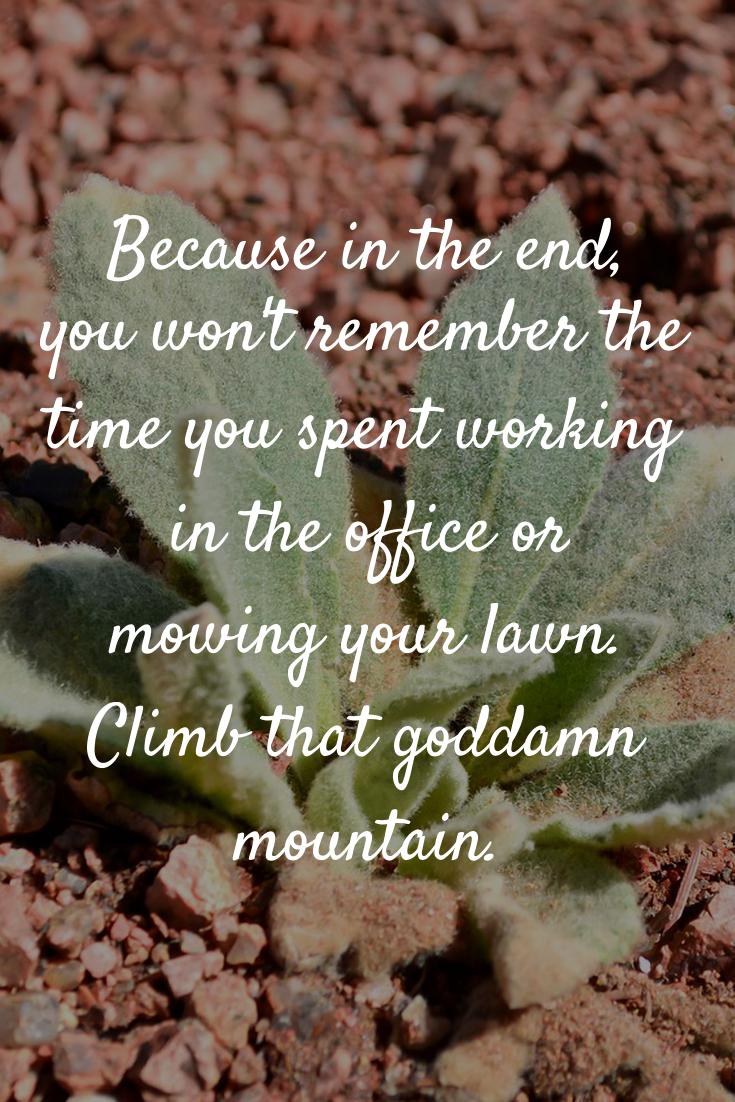 Because in the end,
you won't remember the
time you spent working
in the office or
mowing your lawn.
Climb that goddamn
mountain.